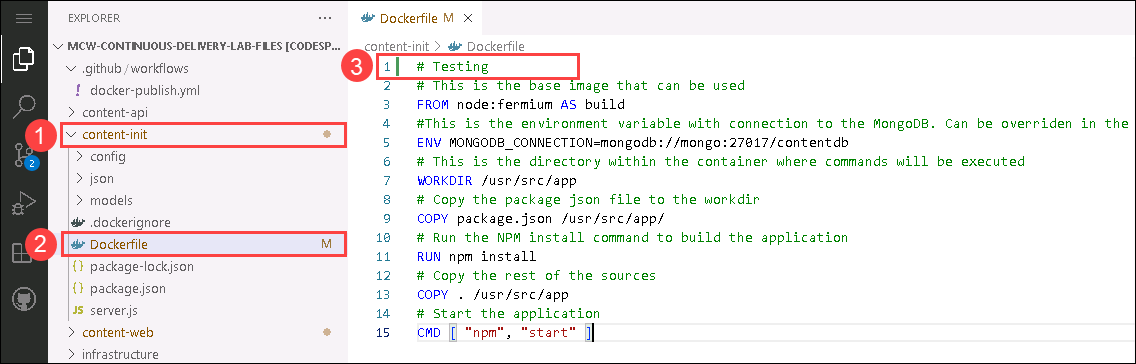 EXPLORER
MCW-CONTINUOUS-DELIVERY-LAB-FILES [CODESP...
.github / workflows
! docker-publish.yml
content-api
1
content-init
config
json
models
.dockerignore
2
Dockerfile M
{ } package-lock.json
{ } package.json
JS server.js
content-web
infrastructure
2
Dockerfile M ×
content-init > Dockerfile
3
1 # Testing
2 # This is the base image that can be used
3 FROM node:fermium AS build
4 #This is the environment variable with connection to the MongoDB. Can be overriden in the
5 ENV MONGODB_CONNECTION=mongodb://mongo:27017/contentdb
6 # This is the directory within the container where commands will be executed
7 WORKDIR /usr/src/app
8 # Copy the package json file to the workdir
9 COPY package.json /usr/src/app/
10 # Run the NPM install command to build the application
11 RUN npm install
12 # Copy the rest of the sources
13 COPY . /usr/src/app
14 # Start the application
15 CMD [ "npm", "start" ]